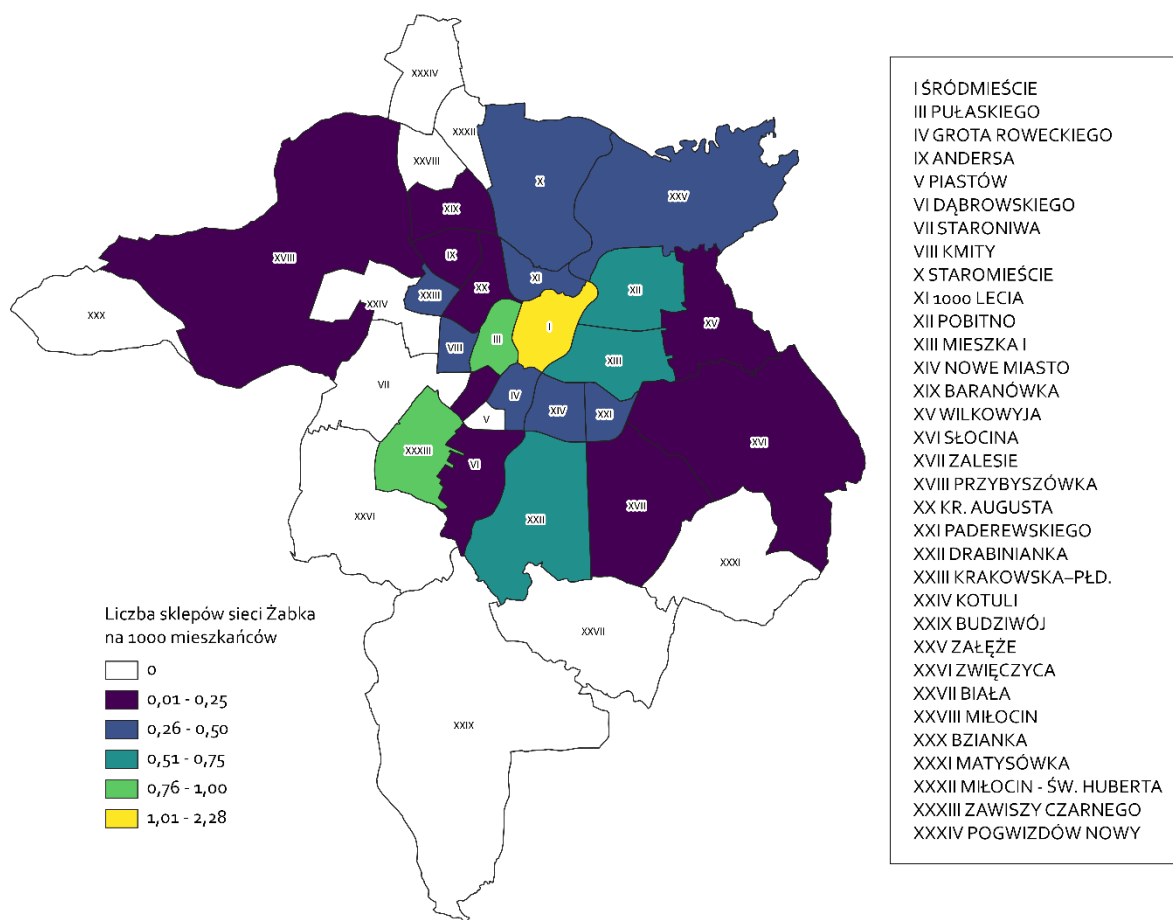 XXXIV
XXXII
XXVIII
X
XXV
XIX
IX
XVIII
XI
XX
XII
XXIII
XXIV
XXX
I
XV
III
VIII
XIII
VII
IV
XIV
XXI
V
XVI
XXXIII
VI
XXII
XVII
XXVI
XXXI
XXVII
XXIX
Liczba sklepów sieci Żabka
na 1000 mieszkańców
0
0,01 - 0,25
0,26 - 0,50
0,51 - 0,75
0,76 - 1,00
1,01 - 2,28
I ŚRÓDMIEŚCIE
III PUŁASKIEGO
IV GROTA ROWECKIEGO
IX ANDERSA
V PIASTÓW
VI DĄBROWSKIEGO
VII STARONIWA
VIII KMITY
X STAROMIEŚCIE
XI 1000 LECIA
XII POBITNO
XIII MIESZKA I
XIV NOWE MIASTO
XIX BARANÓWKA
XV WILKOWYJA
XVI SŁOCINA
XVII ZALESIE
XVIII PRZYBYSZÓWKA
XX KR. AUGUSTA
XXI PADEREWSKIEGO
XXII DRABINIANKA
XXIII KRAKOWSKA–PŁD.
XXIV KOTULI
XXIX BUDZIWÓJ
XXV ZAŁĘŻE
XXVI ZWIĘCZYCA
XXVII BIAŁA
XXVIII MIŁOCIN
XXX BZIANKA
XXXI MATYSÓWKA
XXXII MIŁOCIN - ŚW. HUBERTA
XXXIII ZAWISZY CZARNEGO
XXXIV POGWIZDÓW NOWY